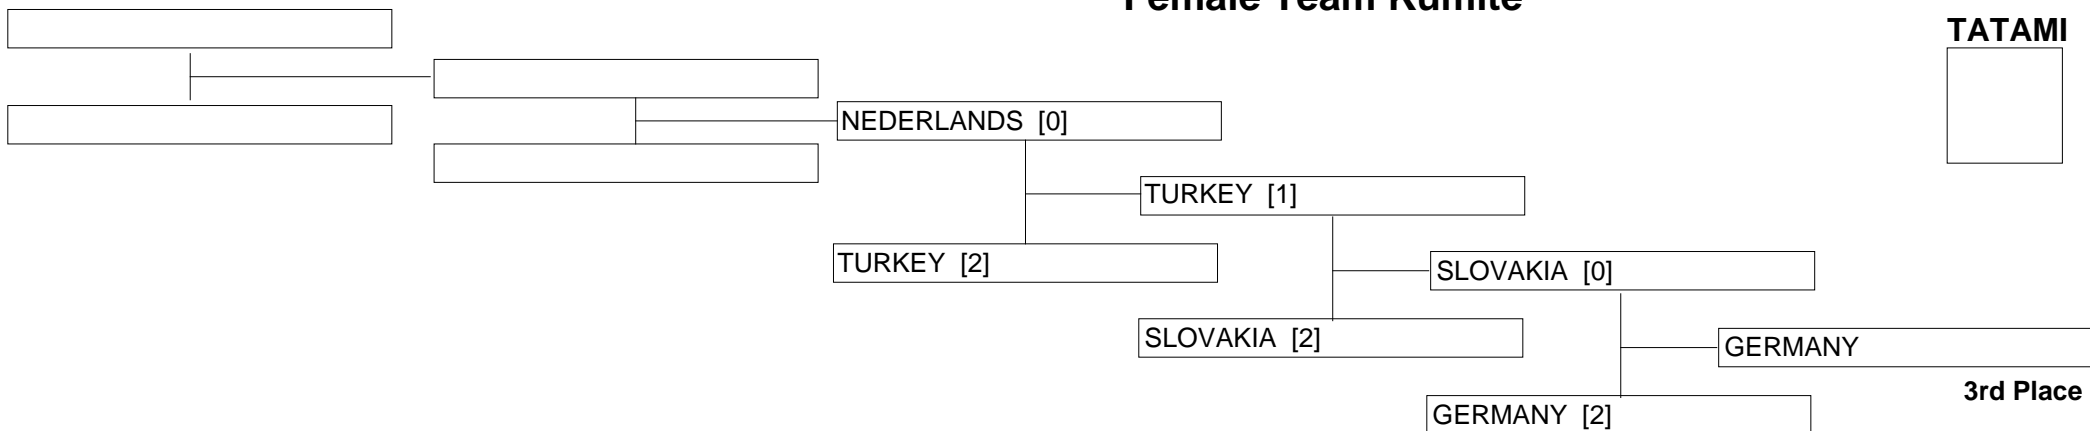 Female Team Kumite
TATAMI
NEDERLANDS [0]
TURKEY [1]
TURKEY [2]
SLOVAKIA [0]
SLOVAKIA [2]
GERMANY
3rd Place
GERMANY [2]